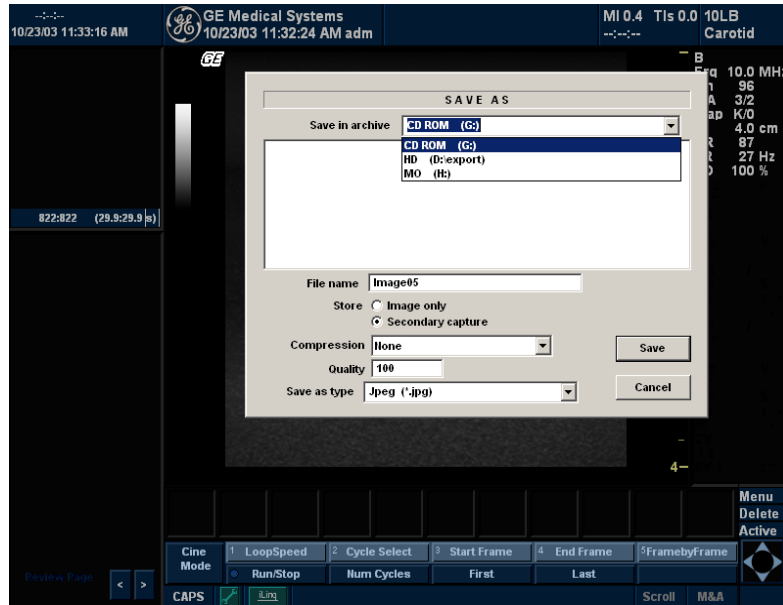 --:--:--
10/23/03 11:33:16 AM
GE Medical Systems
10/23/03 11:32:24 AM adm
MI 0.4 TIs 0.0
--:--:--
10LB
Carotid
GE
B
Frq 10.0 MHz
96
A 3/2
K/0
4.0 cm
87
27 Hz
100 %
822:822 (29.9:29.9 s)
SAVE AS
Save in archive CD ROM (G:)
CD ROM (G:)
HD (D:\export)
MO (H:)
File name Image05
Store Image only
Secondary capture
Compression None
Quality 100
Save as type Jpeg (*.jpg)
Save
Cancel
4
Menu
Delete
Active
Cine Mode
1 LoopSpeed
2 Cycle Select
3 Start Frame
4 End Frame
5 FramebyFrame
Run/Stop
Num Cycles
First
Last
Review Page < >
CAPS
iLinq
Scroll
M&A